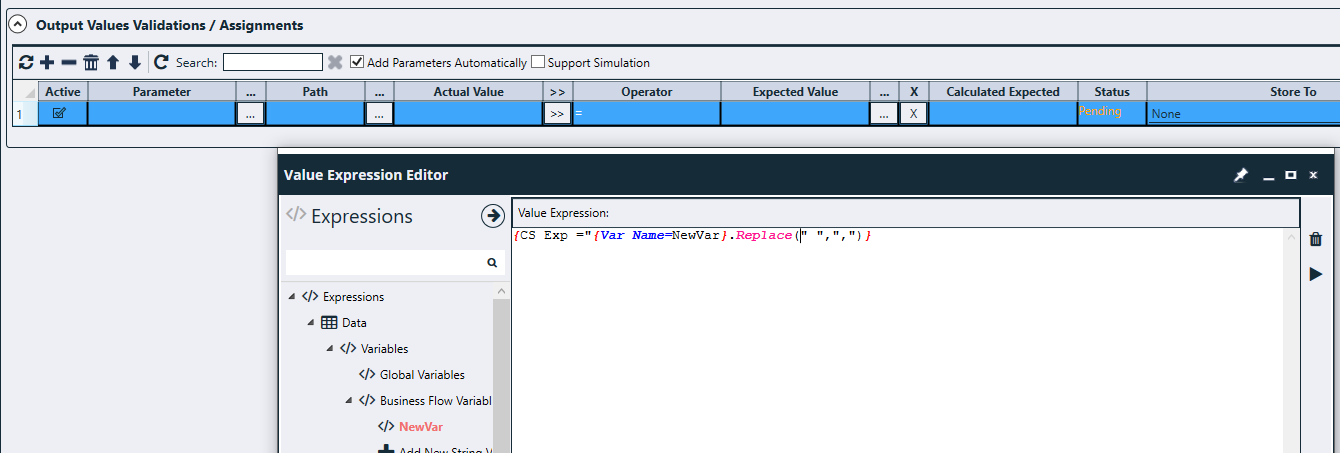 Output Values Validations / Assignments
Search: Add Parameters Automatically Support Simulation
Active Parameter ... Path ... Actual Value >> Operator Expected Value ... X Calculated Expected Status Store To
1 ... ... >> = ... X Pending None
Value Expression Editor
Expressions
Value Expression:
{CS Exp ="{Var Name=NewVar}.Replace(" ",",")}
Expressions
Data
Variables
Global Variables
Business Flow Variabl
NewVar
Add New String V